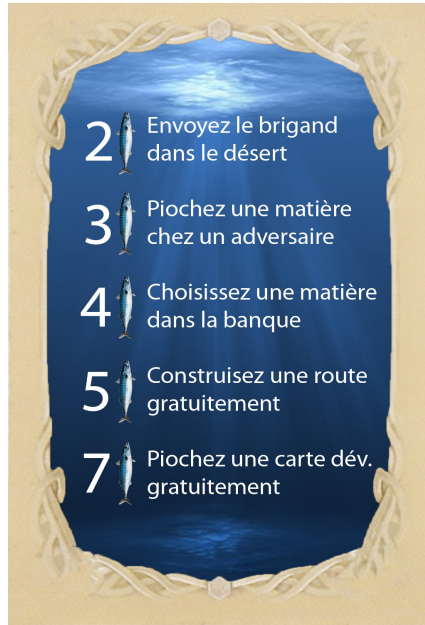 2 Envoyez le brigand
dans le désert
3 Piochez une matière
chez un adversaire
4 Choisissez une matière
dans la banque
5 Construisez une route
gratuitement
7 Piochez une carte dév.
gratuitement